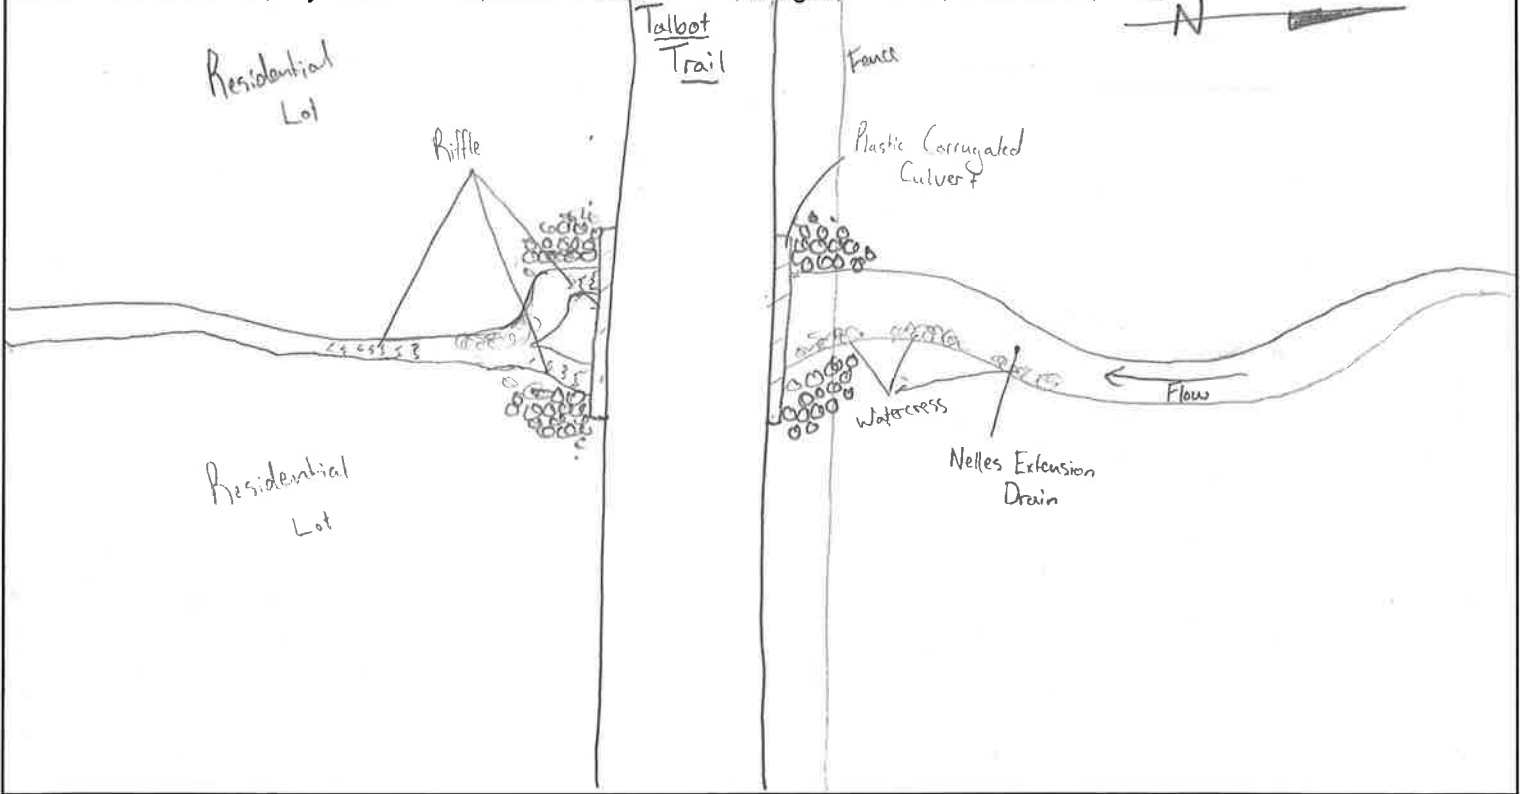 Talbot
Trail
N
Fence
Residential
Lot
Riffle
Plastic Corrugated
Culvert
Flow
Watercress
Nelles Extension
Drain
Residential
Lot